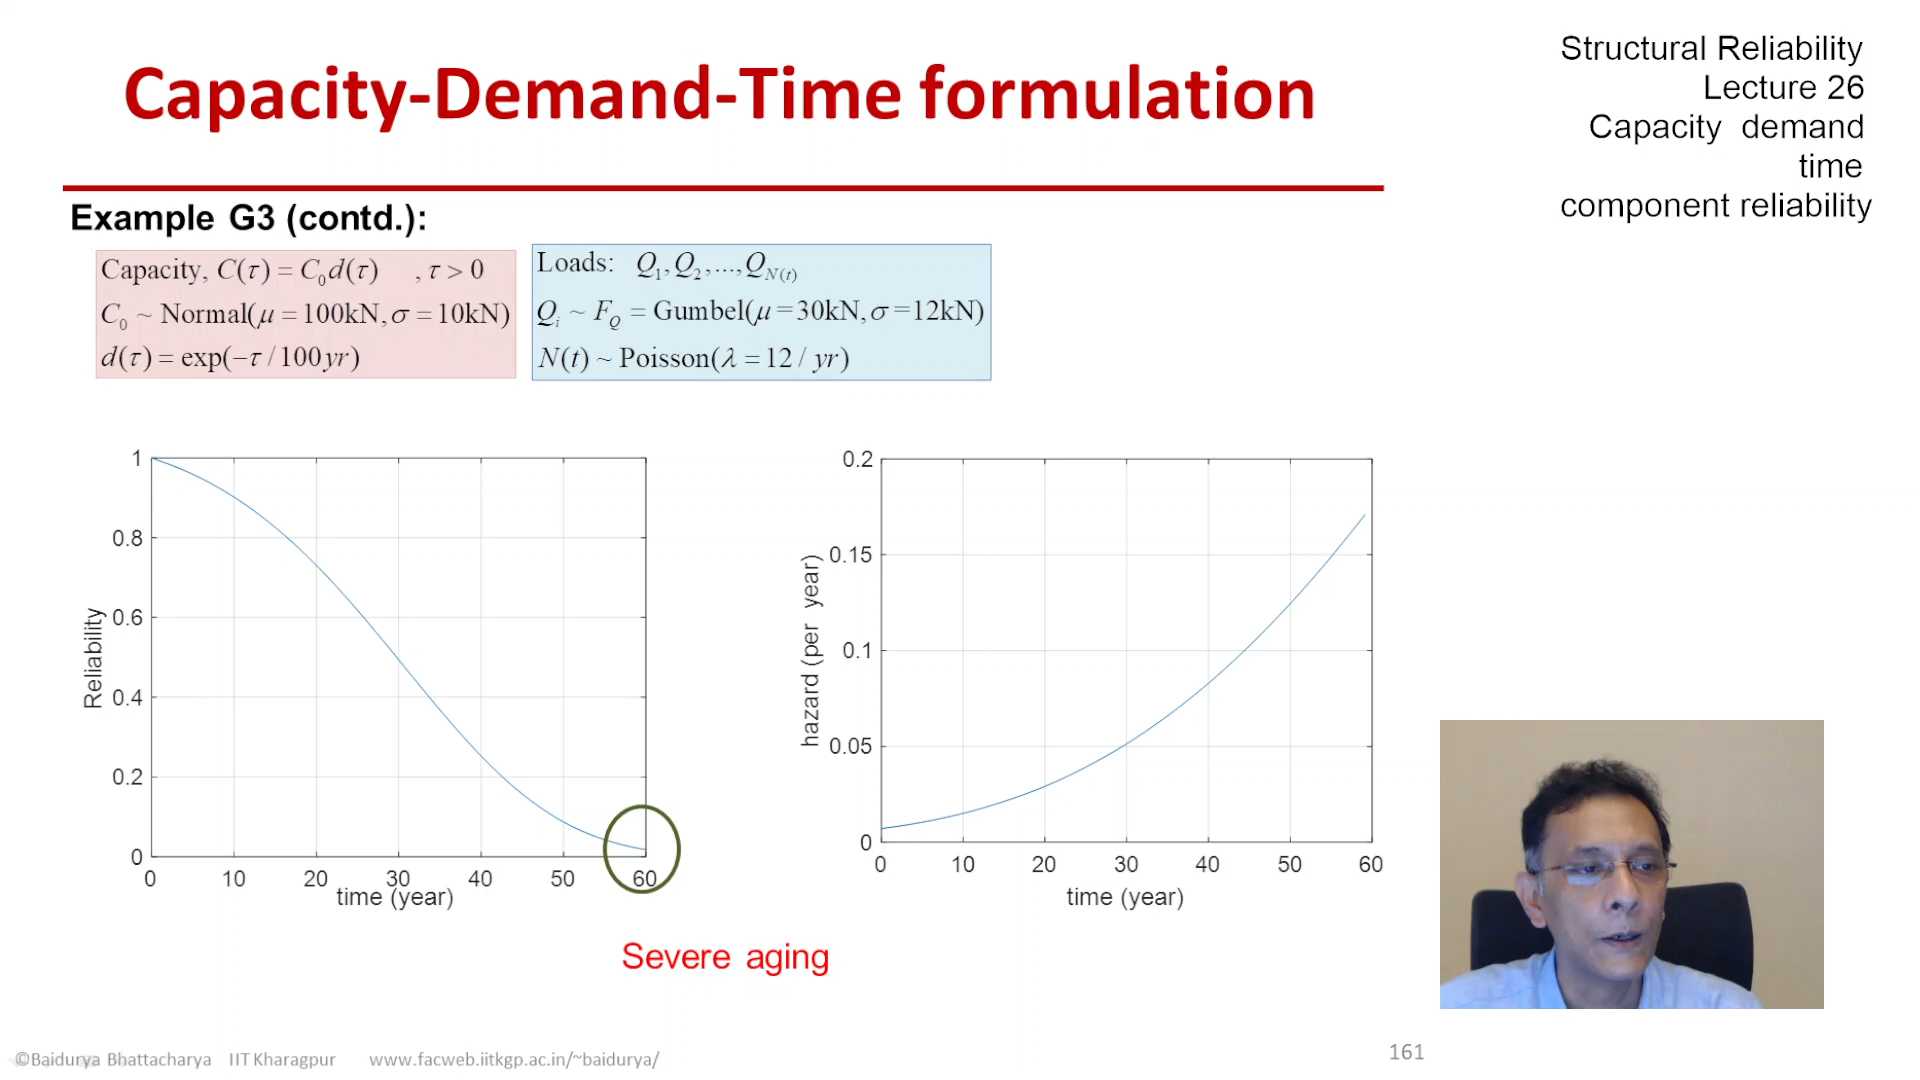 Capacity-Demand-Time formulation
Structural Reliability
Lecture 26
Capacity demand
time
component reliability
Example G3 (contd.):
Capacity, C(τ) = C₀d(τ) , τ > 0
C₀ ~ Normal(μ = 100kN, σ = 10kN)
d(τ) = exp(−τ / 100yr)
Loads: Q₁, Q₂, ..., Q_N(t)
Qᵢ ~ F_Q = Gumbel(μ = 30kN, σ = 12kN)
N(t) ~ Poisson(λ = 12 / yr)
1
0.8
0.6
0.4
0.2
0
Reliability
0 10 20 30 40 50 60
time (year)
0.2
0.15
0.1
0.05
0
hazard (per year)
0 10 20 30 40 50 60
time (year)
Severe aging
©Baidurya Bhattacharya IIT Kharagpur www.facweb.iitkgp.ac.in/~baidurya/
161